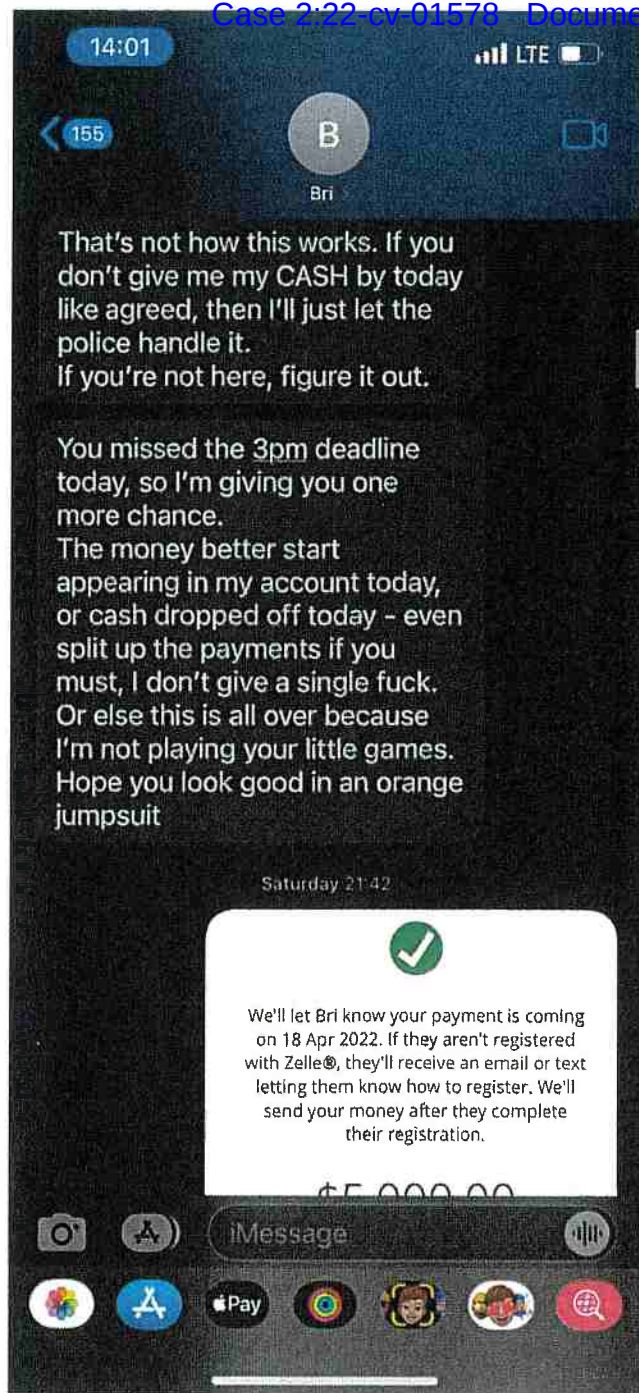 Case 2:22-cv-01578 Docume
14:01
LTE
155
B
Bri
That's not how this works. If you
don't give me my CASH by today
like agreed, then I'll just let the
police handle it.
If you're not here, figure it out.
You missed the 3pm deadline
today, so I'm giving you one
more chance.
The money better start
appearing in my account today,
or cash dropped off today – even
split up the payments if you
must, I don't give a single fuck.
Or else this is all over because
I'm not playing your little games.
Hope you look good in an orange
jumpsuit
Saturday 21:42
We'll let Bri know your payment is coming
on 18 Apr 2022. If they aren't registered
with Zelle®, they'll receive an email or text
letting them know how to register. We'll
send your money after they complete
their registration.
iMessage
Pay